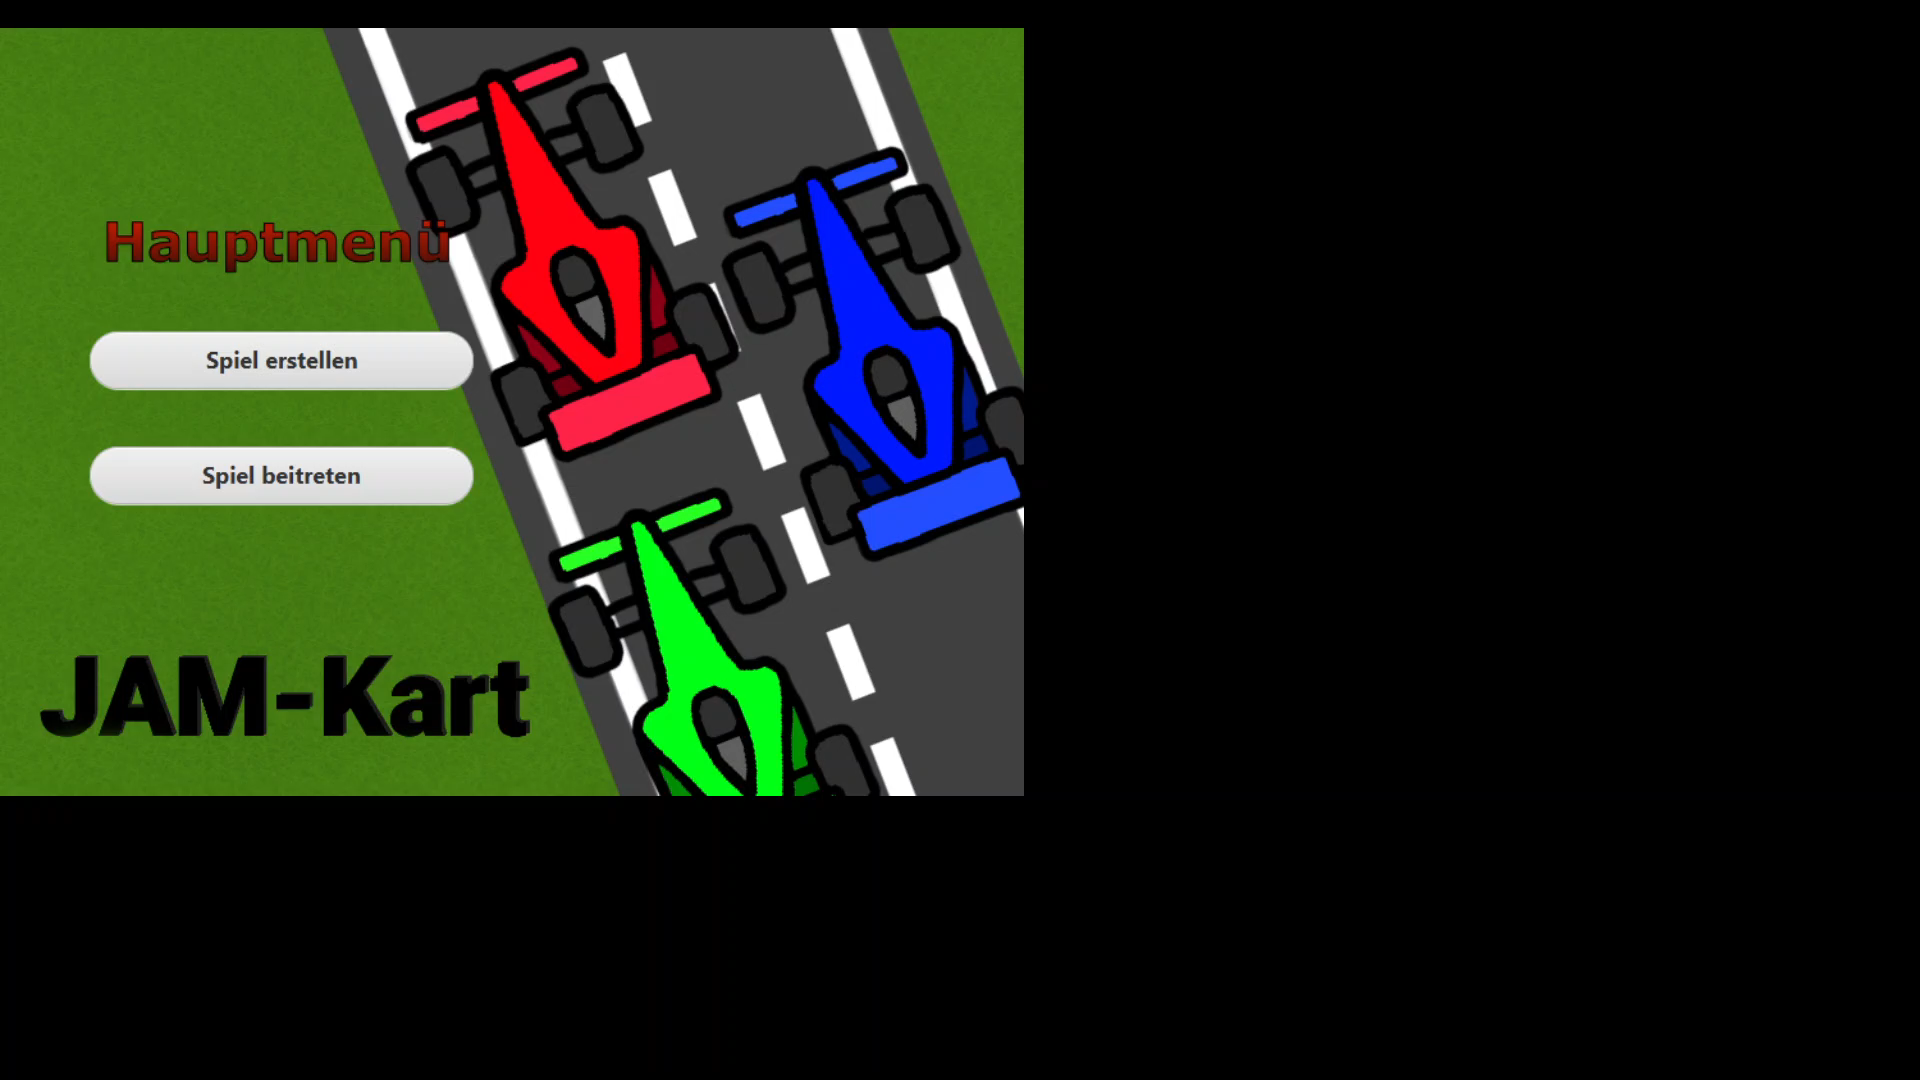 Hauptmenü
Spiel erstellen
Spiel beitreten
JAM-Kart